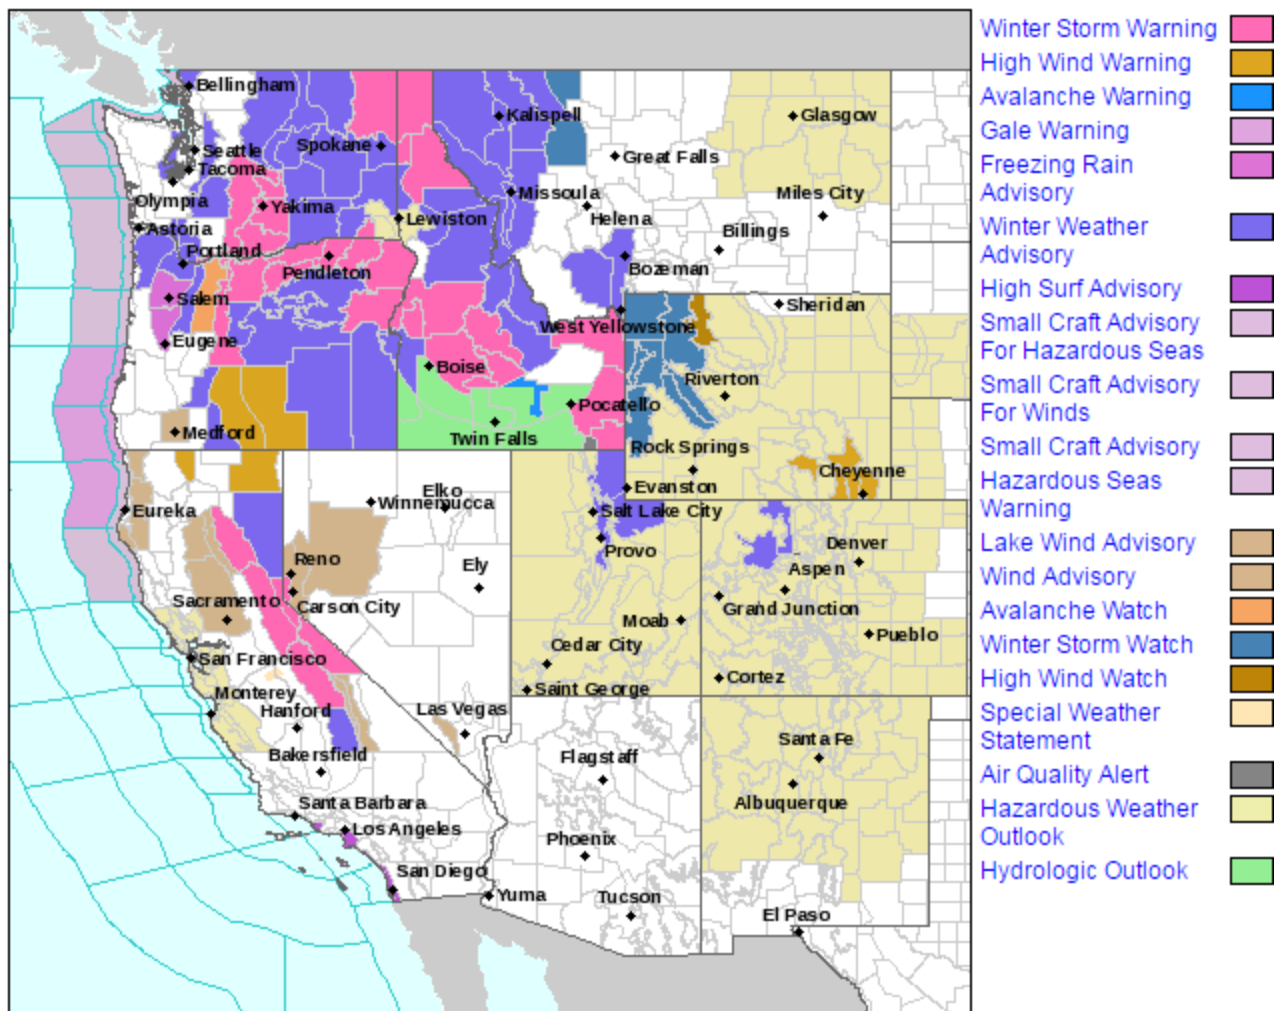 Bellingham
Kalispell
Glasgow
Seattle
Spokane
Great Falls
Tacoma
Olympia
Yakima
Missoula
Miles City
Lewiston
Helena
Astoria
Billings
Portland
Pendleton
Bozeman
Salem
Sheridan
West Yellowstone
Eugene
Boise
Riverton
Pocatello
Medford
Twin Falls
Rock Springs
Cheyenne
Elko
Evanston
Winnemucca
Eureka
Salt Lake City
Provo
Denver
Reno
Ely
Aspen
Sacramento
Carson City
Grand Junction
Moab
Pueblo
Cedar City
San Francisco
Cortez
Saint George
Monterey
Hanford
Las Vegas
Santa Fe
Bakersfield
Flagstaff
Albuquerque
Santa Barbara
Los Angeles
Phoenix
San Diego
Yuma
Tucson
El Paso
Winter Storm Warning
High Wind Warning
Avalanche Warning
Gale Warning
Freezing Rain
Advisory
Winter Weather
Advisory
High Surf Advisory
Small Craft Advisory
For Hazardous Seas
Small Craft Advisory
For Winds
Small Craft Advisory
Hazardous Seas
Warning
Lake Wind Advisory
Wind Advisory
Avalanche Watch
Winter Storm Watch
High Wind Watch
Special Weather
Statement
Air Quality Alert
Hazardous Weather
Outlook
Hydrologic Outlook